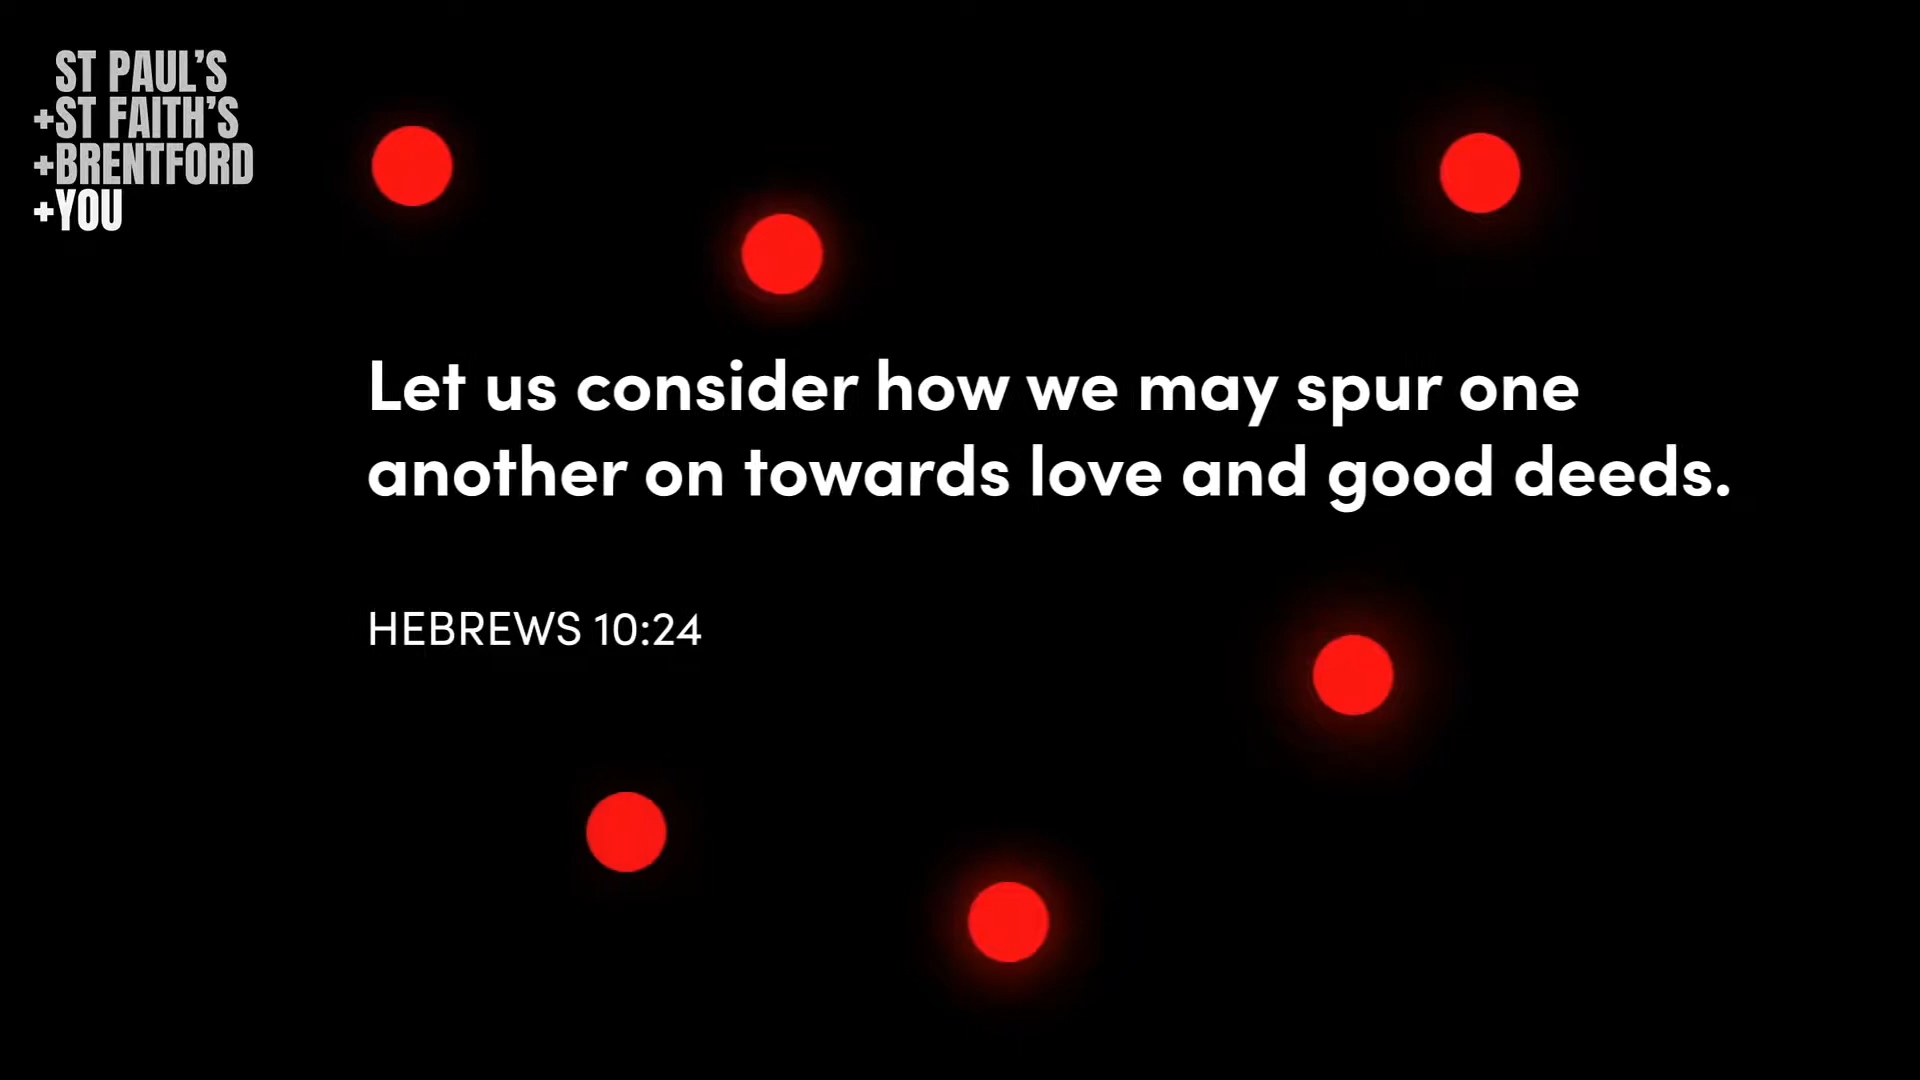 ST PAUL'S
+ST FAITH'S
+BRENTFORD
+YOU
Let us consider how we may spur one
another on towards love and good deeds.
HEBREWS 10:24